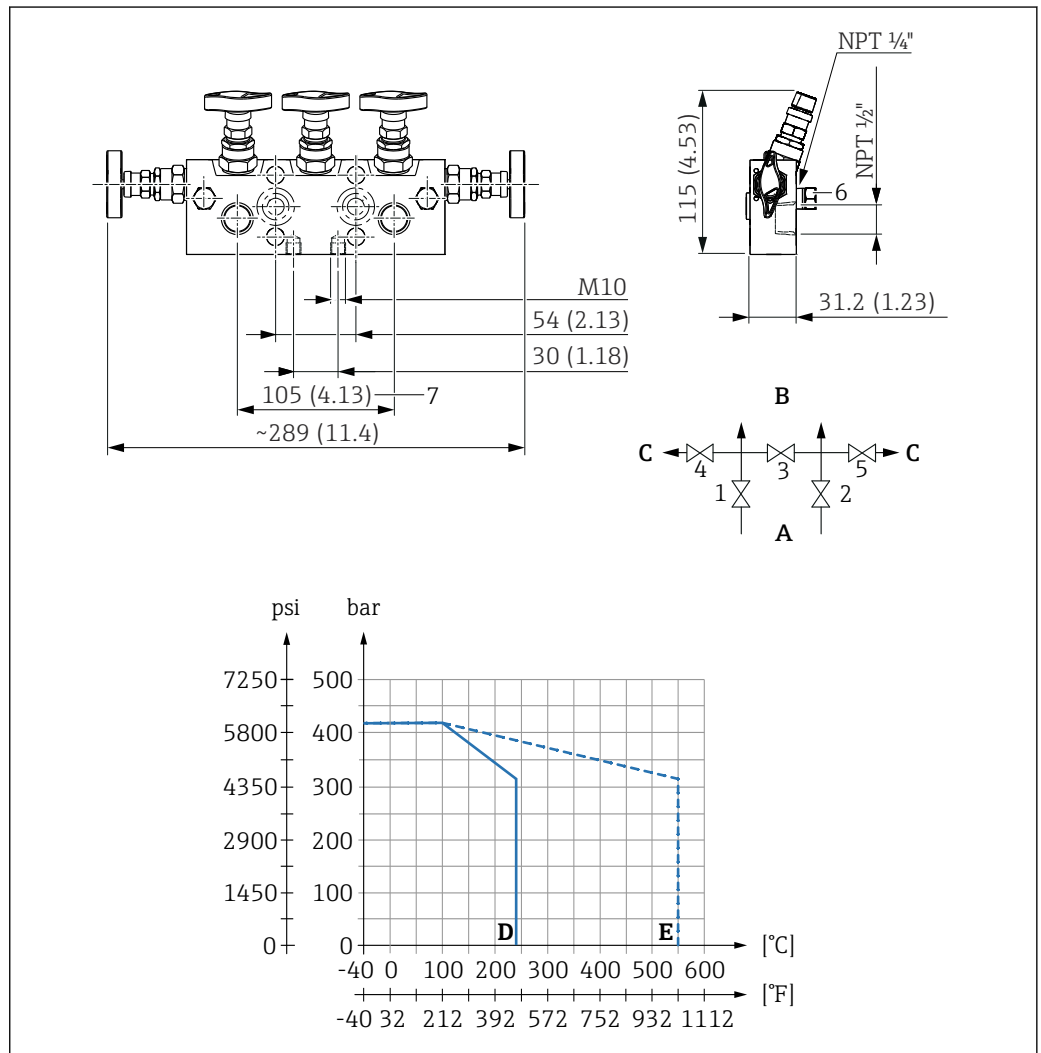 NPT ¼"
NPT ½"
115 (4.53)
6
M10
54 (2.13)
30 (1.18)
31.2 (1.23)
105 (4.13)
7
~289 (11.4)
B
C
C
4
3
5
1
2
A
psi bar
7250 500
5800 400
4350 300
2900 200
1450 100
0 0
D E
[°C]
-40 0 100 200 300 400 500 600
[°F]
-40 32 212 392 572 752 932 1112